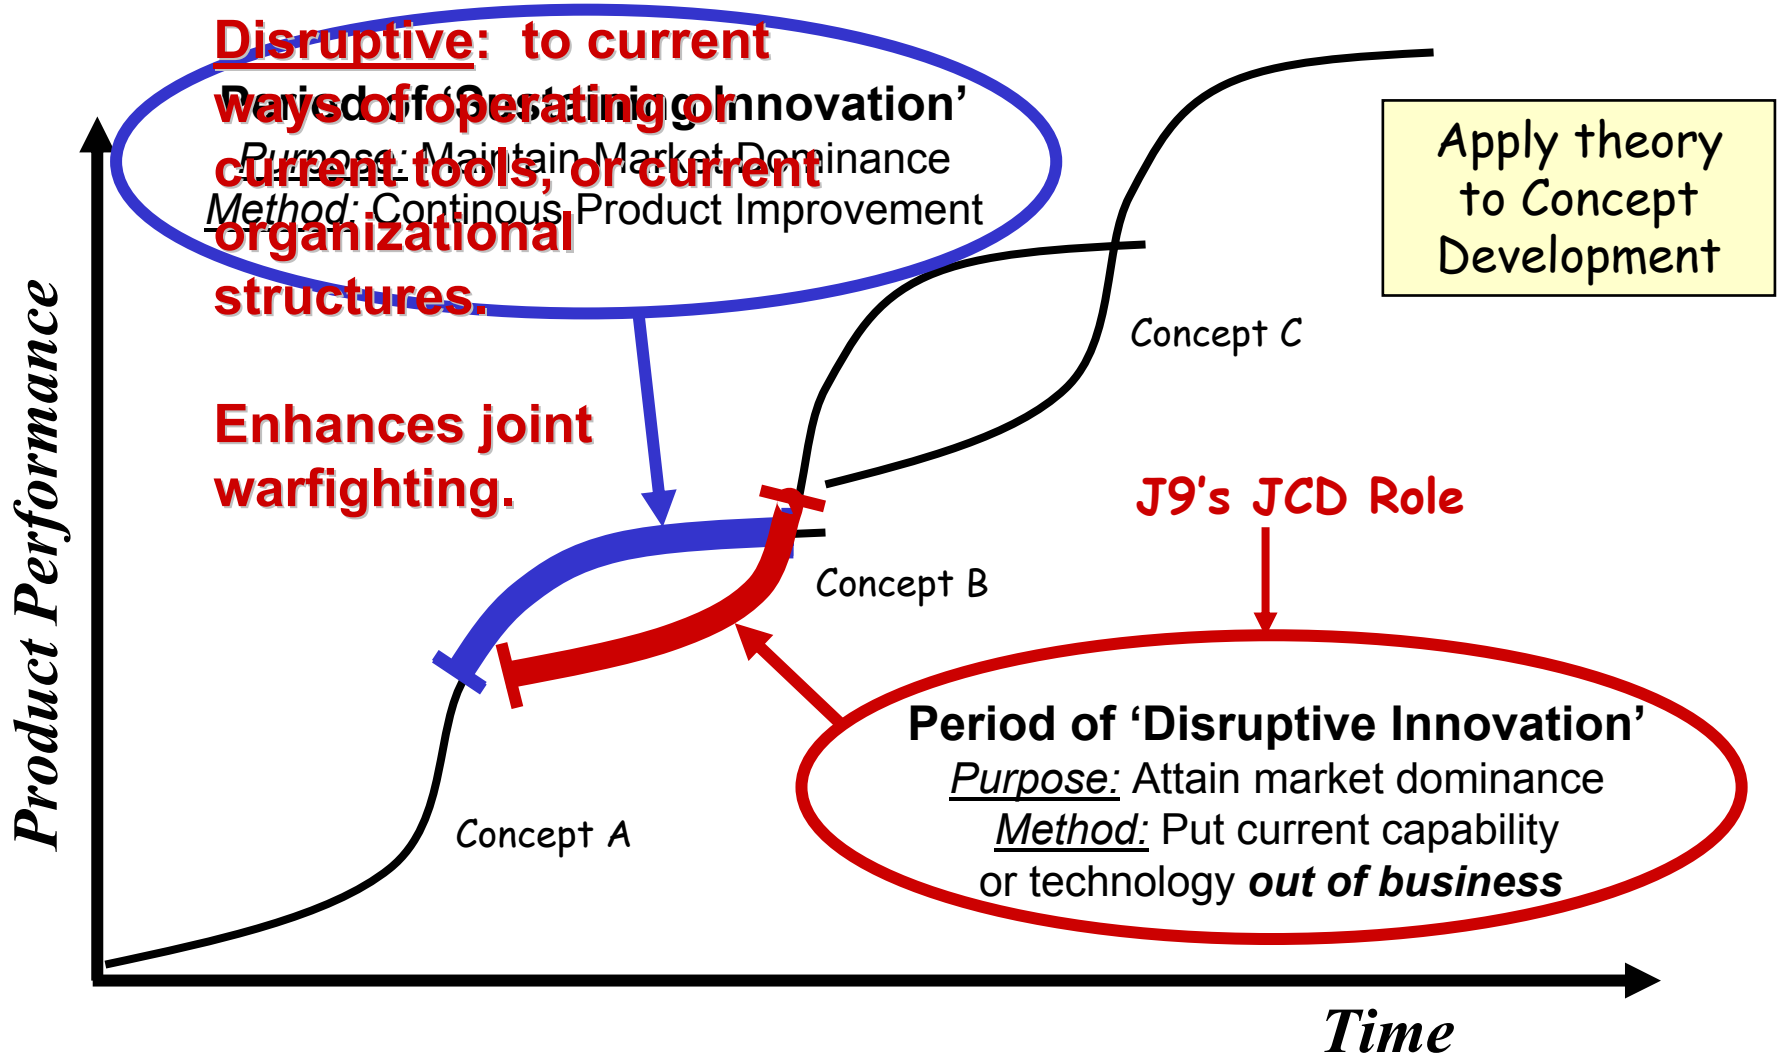 Disruptive: to current
ways of operating or
current tools, or current
organizational
structures.
Period of ‘Sustaining Innovation’
Purpose: Maintain Market Dominance
Method: Continous Product Improvement
Enhances joint
warfighting.
Apply theory
to Concept
Development
Concept C
J9’s JCD Role
Concept B
Concept A
Period of ‘Disruptive Innovation’
Purpose: Attain market dominance
Method: Put current capability
or technology out of business
Product Performance
Time